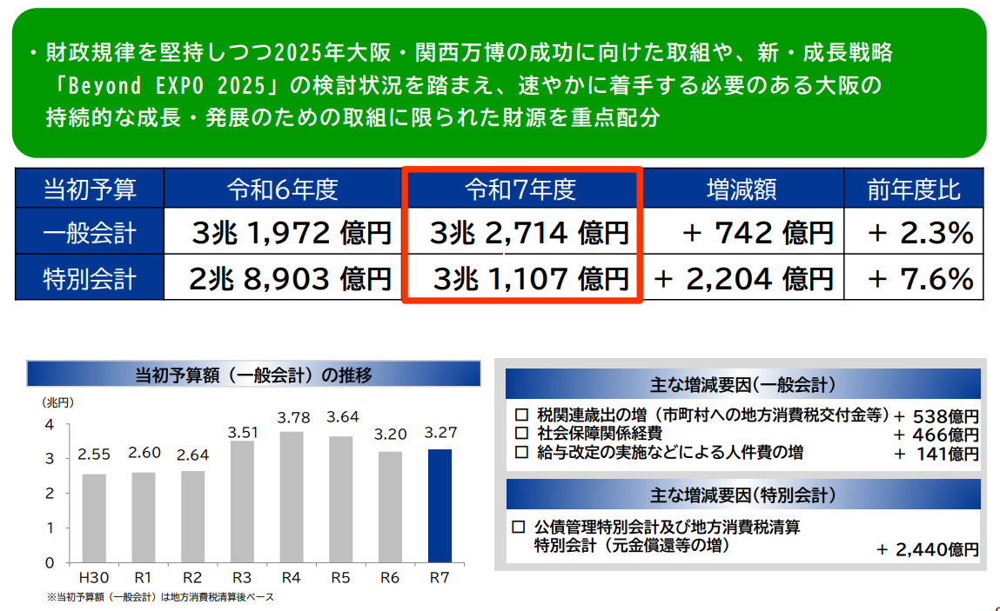 ・財政規律を堅持しつつ2025年大阪・関西万博の成功に向けた取組や、新・成長戦略
「Beyond EXPO 2025」の検討状況を踏まえ、速やかに着手する必要のある大阪の
持続的な成長・発展のための取組に限られた財源を重点配分
当初予算 令和6年度 令和7年度 増減額 前年度比
一般会計 3兆 1,972 億円 3兆 2,714 億円 + 742 億円 + 2.3%
特別会計 2兆 8,903 億円 3兆 1,107 億円 + 2,204 億円 + 7.6%
当初予算額（一般会計）の推移
（兆円）
4
3
2
1
0
2.55 2.60 2.64 3.51 3.78 3.64 3.20 3.27
H30 R1 R2 R3 R4 R5 R6 R7
※当初予算額（一般会計）は地方消費税清算後ベース
主な増減要因(一般会計)
□ 税関連歳出の増（市町村への地方消費税交付金等）+ 538億円
□ 社会保障関係経費 + 466億円
□ 給与改定の実施などによる人件費の増 + 141億円
主な増減要因(特別会計)
□ 公債管理特別会計及び地方消費税清算
特別会計（元金償還等の増） + 2,440億円